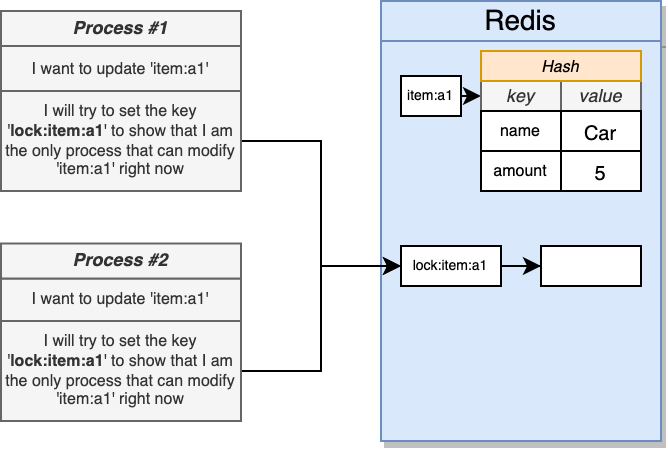 Process #1
I want to update 'item:a1'
I will try to set the key
'lock:item:a1' to show that I am
the only process that can modify
'item:a1' right now
Process #2
I want to update 'item:a1'
I will try to set the key
'lock:item:a1' to show that I am
the only process that can modify
'item:a1' right now
Redis
item:a1
Hash
key value
name Car
amount 5
lock:item:a1